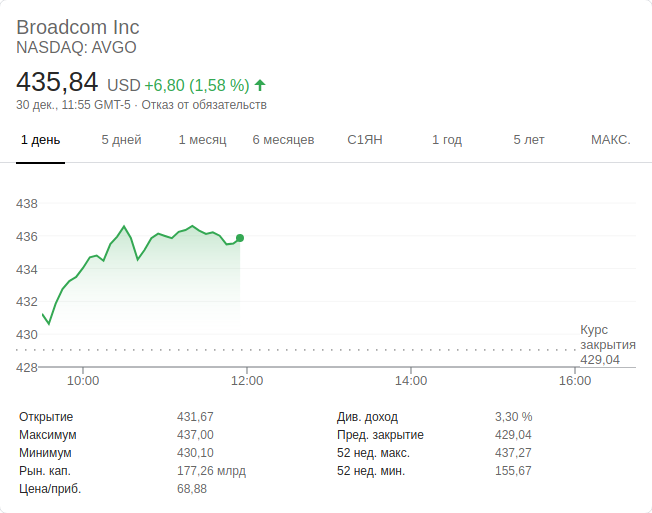 Broadcom Inc
NASDAQ: AVGO
435,84 USD +6,80 (1,58 %)
30 дек., 11:55 GMT-5 · Отказ от обязательств
1 день 5 дней 1 месяц 6 месяцев С1ЯН 1 год 5 лет МАКС.
438
436
434
432
430
428
Курс
закрытия
429,04
10:00 12:00 14:00 16:00
Открытие 431,67 Див. доход 3,30 %
Максимум 437,00 Пред. закрытие 429,04
Минимум 430,10 52 нед. макс. 437,27
Рын. кап. 177,26 млрд 52 нед. мин. 155,67
Цена/приб. 68,88